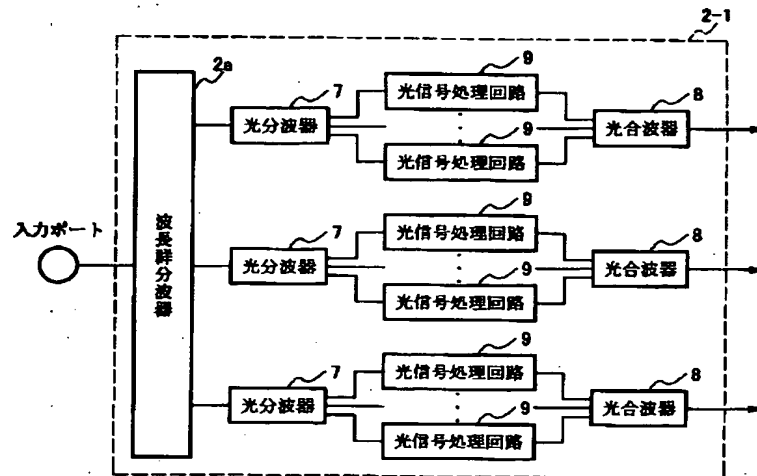 2-1
2a
9
7
光信号処理回路
8
光分波器
光合波器
9
光信号処理回路
入力ポート
波長群分波器
9
7
光信号処理回路
8
光分波器
光合波器
9
光信号処理回路
9
7
光信号処理回路
8
光分波器
光合波器
9
光信号処理回路